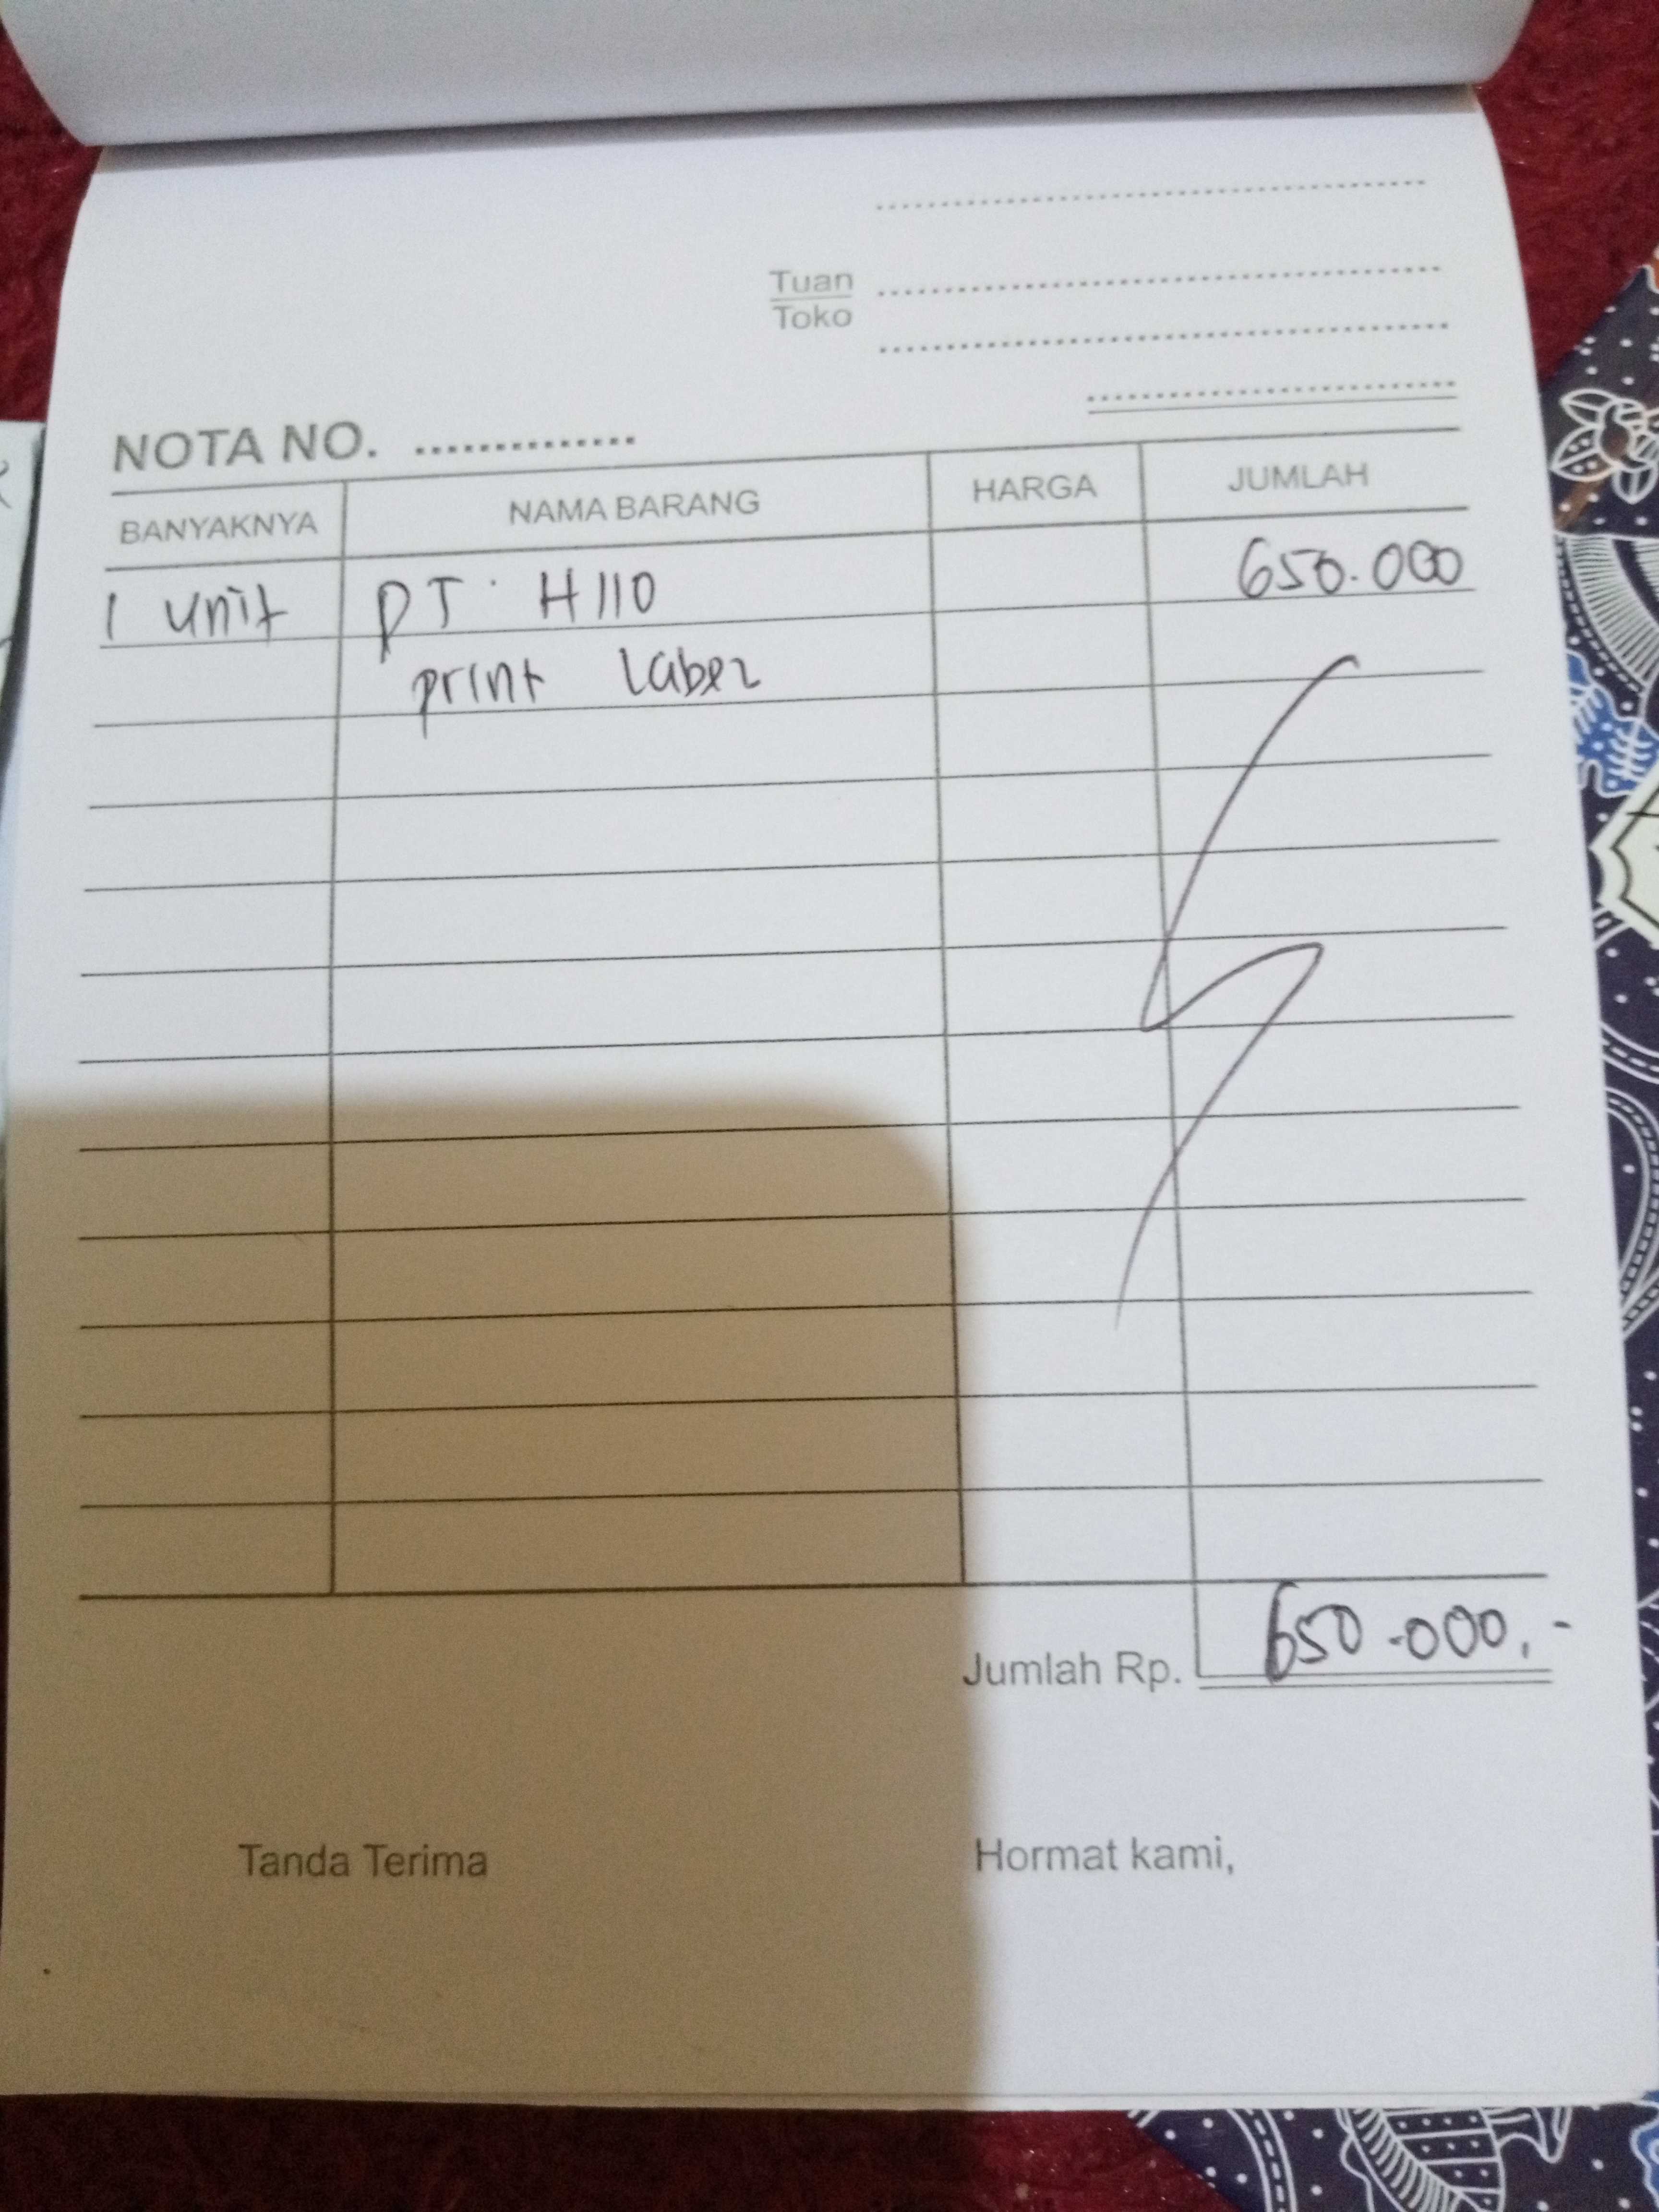 Tuan
Toko
NOTA NO.
BANYAKNYA NAMA BARANG HARGA JUMLAH
1 unit PT. H110 650.000
print Label
Jumlah Rp. 650.000,-
Tanda Terima Hormat kami,